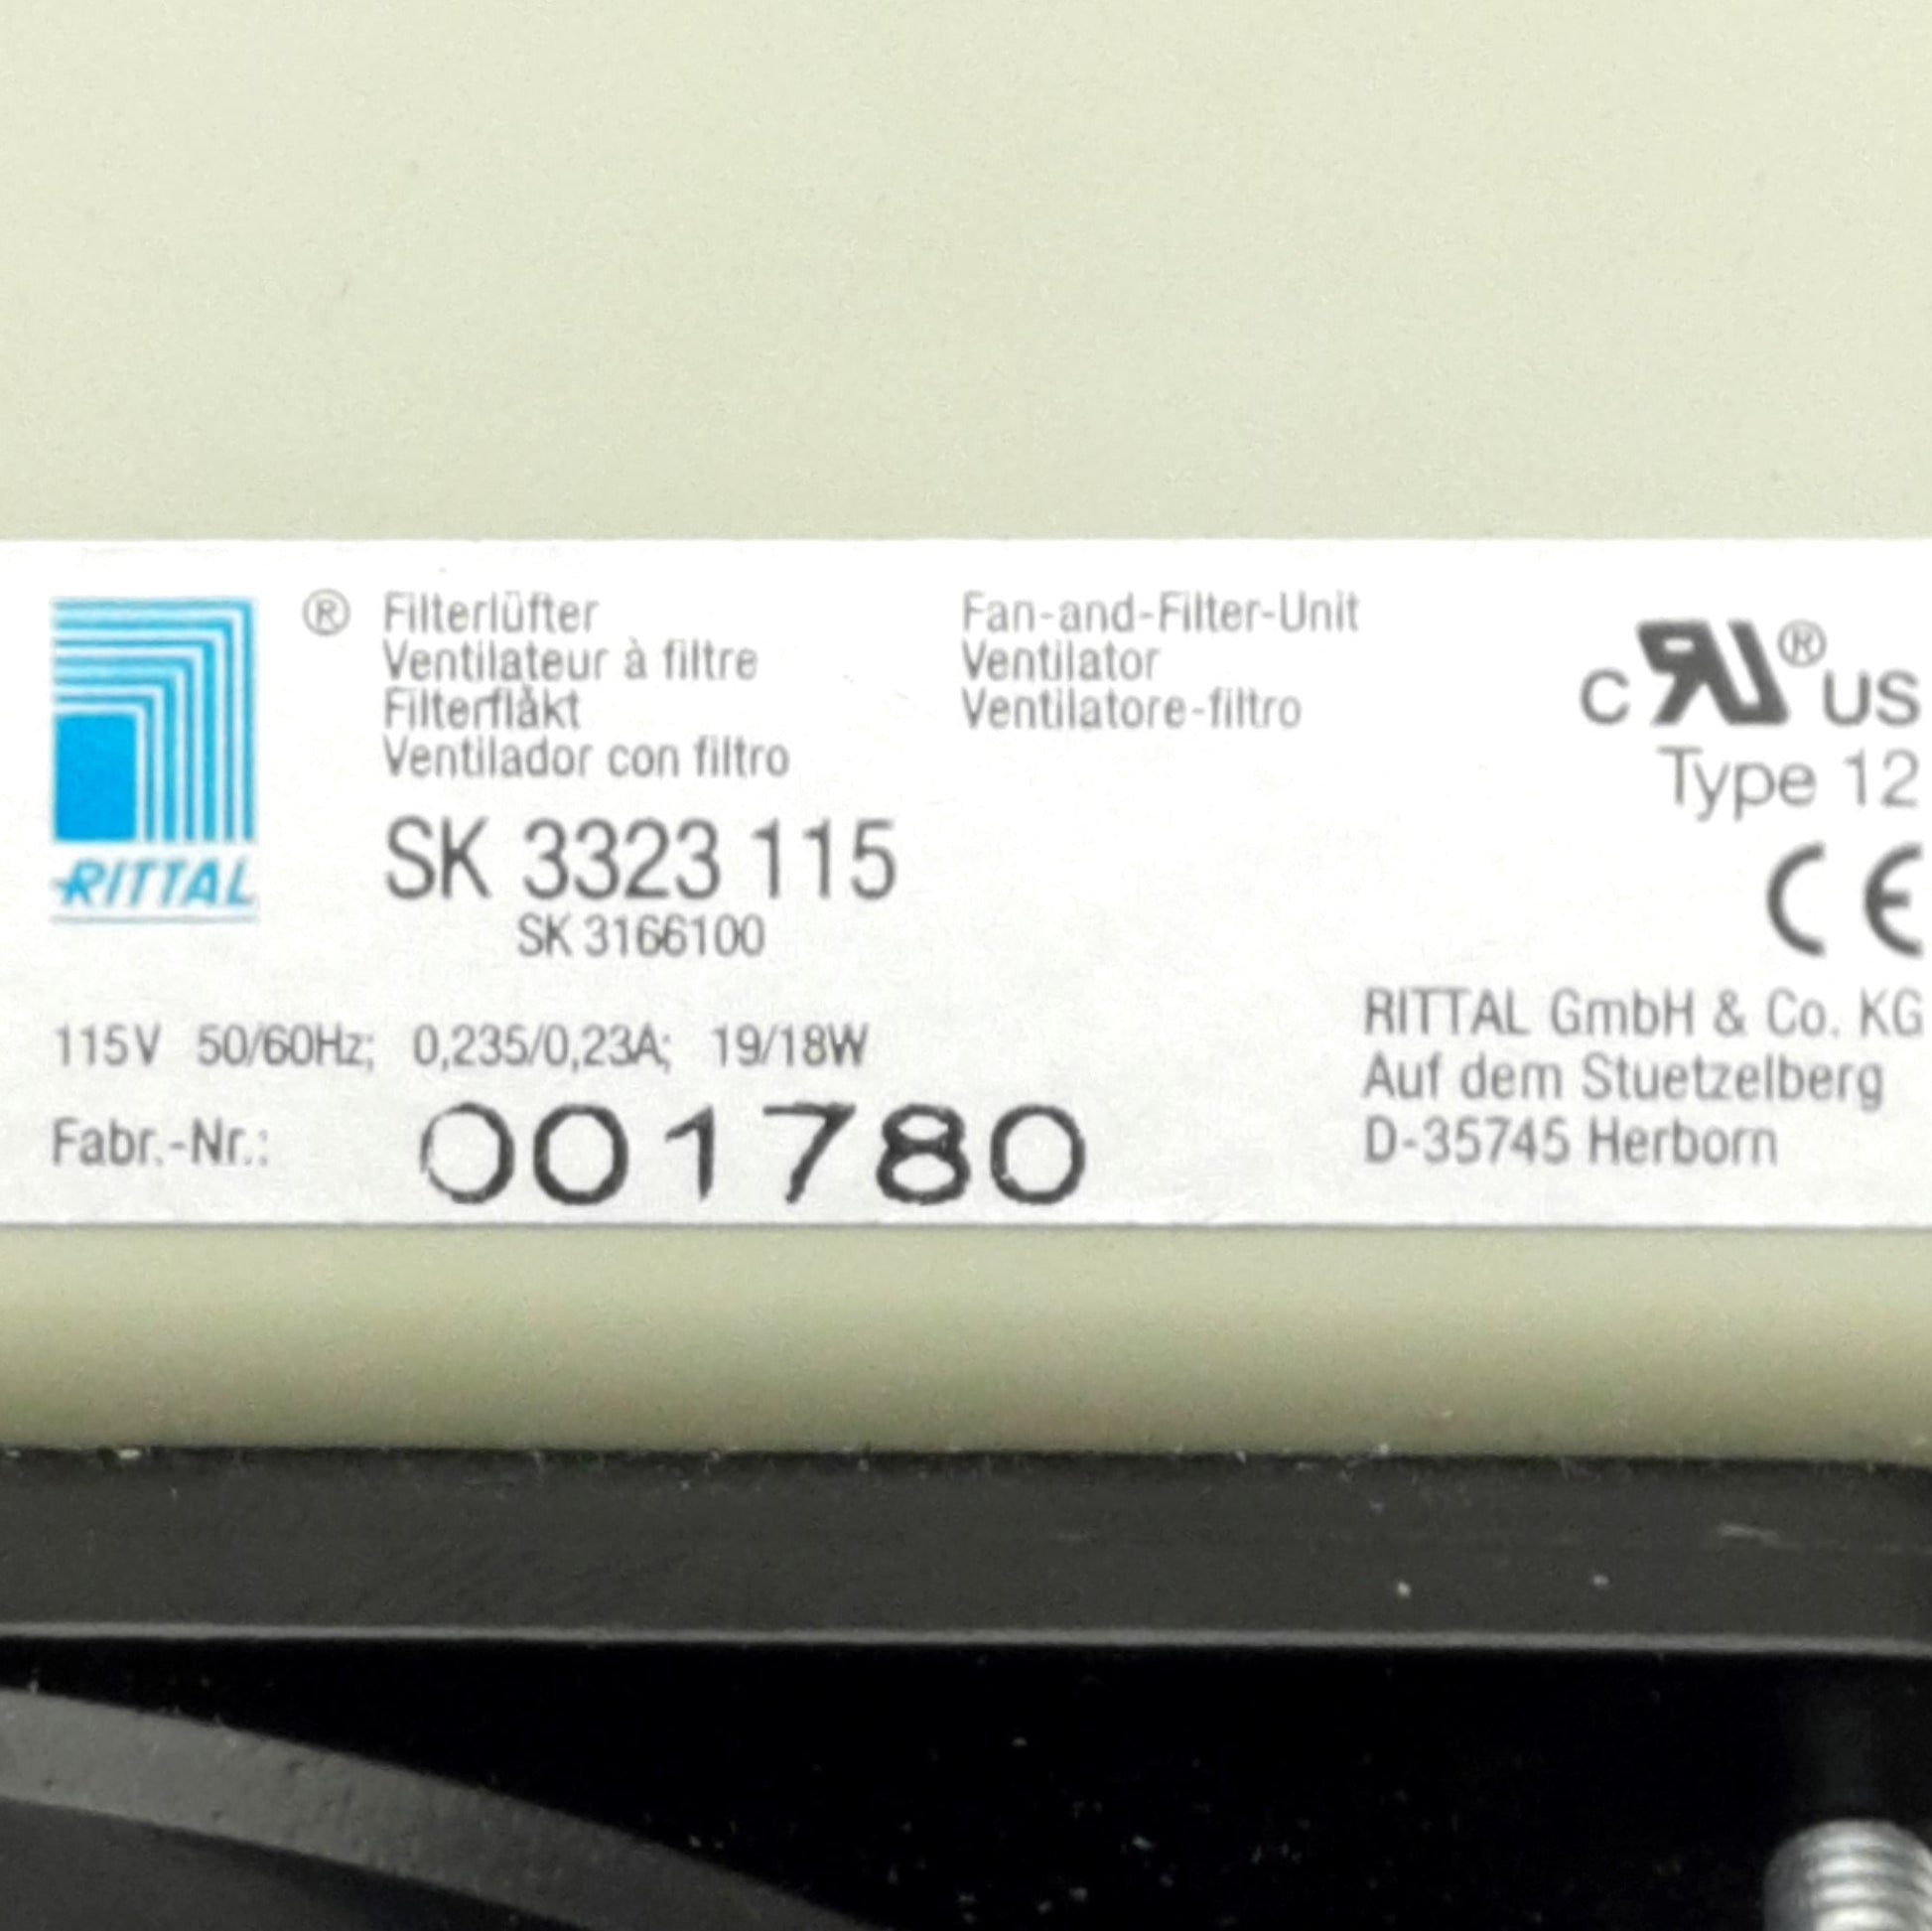 ® Filterlüfter
Ventilateur à filtre
Filterfläkt
Ventilador con filtro
Fan-and-Filter-Unit
Ventilator
Ventilatore-filtro
RITTAL
SK 3323 115
SK 3166100
115V 50/60Hz; 0,235/0,23A; 19/18W
Fabr.-Nr.: 001780
C RU® US
Type 12
CE
RITTAL GmbH & Co. KG
Auf dem Stuetzelberg
D-35745 Herborn